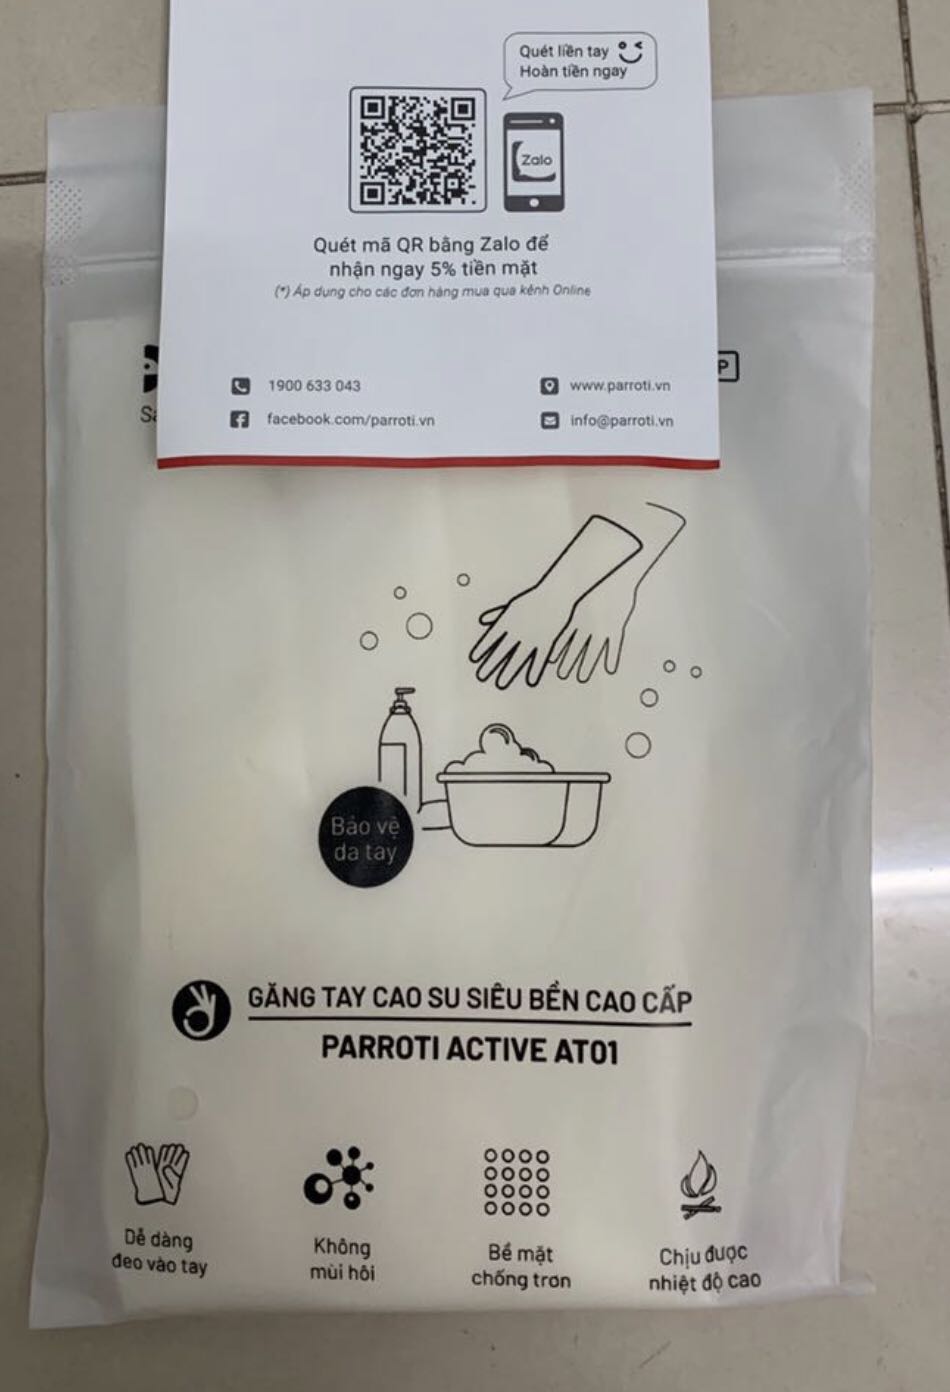 Quét liền tay
Hoàn tiền ngay
Zalo
Quét mã QR bằng Zalo để
nhận ngay 5% tiền mặt
(*) Áp dụng cho các đơn hàng mua qua kênh Online
1900 633 043
www.parroti.vn
facebook.com/parroti.vn
info@parroti.vn
Bảo vệ
da tay
GĂNG TAY CAO SU SIÊU BỀN CAO CẤP
PARROTI ACTIVE AT01
Dễ dàng
đeo vào tay
Không
mùi hôi
Bề mặt
chống trơn
Chịu được
nhiệt độ cao